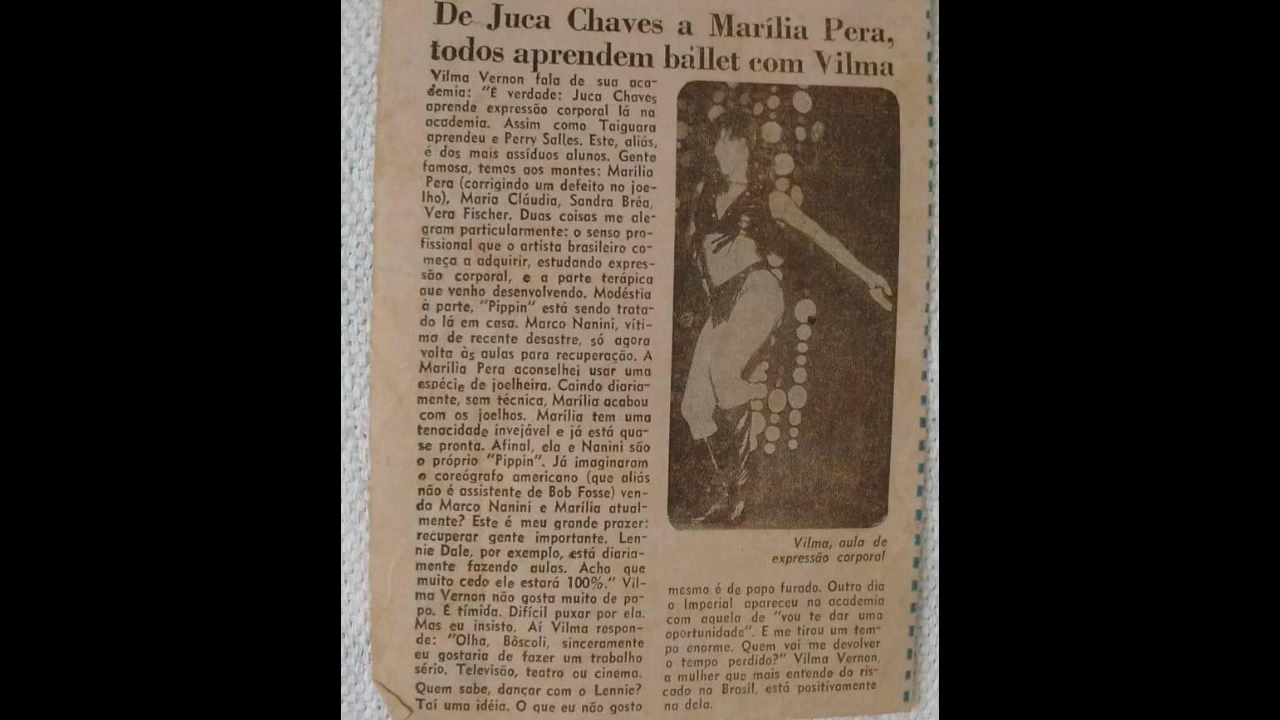 De Juca Chaves a Marília Pera,
todos aprendem bállet com Vilma
Vilma Vernon fala de sua aca-
demia: "É verdade: Juca Chaves
aprende expressão corporal lá na
academia. Assim como Taiguara
aprendeu e Perry Salles. Este, aliás,
é dos mais assíduos alunos. Gente
famosa, temos aos montes: Marília
Pera (corrigindo um defeito no joe-
lho), Maria Cláudia, Sandra Bréa,
Vera Fischer. Duas coisas me ale-
gram particularmente: o senso pro-
fissional que o artista brasileiro co-
meça a adquirir, estudando expres-
são corporal, e a parte terápica
que venho desenvolvendo. Modéstia
à parte, "Pippin" está sendo trata-
do lá em casa. Marco Nanini, víti-
ma de recente desastre, só agora
volta às aulas para recuperação. A
Marília Pera aconselhei usar uma
espécie de joelheira. Caindo diaria-
mente, sem técnica, Marília acabou
com os joelhos. Marília tem uma
tenacidade invejável e já está qua-
se pronta. Afinal, ela e Nanini são
o próprio "Pippin". Já imaginaram
o coreógrafo americano (que aliás
não é assistente de Bob Fosse) ven-
do Marco Nanini e Marília atual-
mente? Este é meu grande prazer:
recuperar gente importante. Len-
nie Dale, por exemplo, está diaria-
mente fazendo aulas. Acho que
muito cedo ele estará 100%." Vil-
ma Vernon não gosta muito de pa-
po. É tímida. Difícil puxar por ela.
Mas eu insisto. Aí Vilma respon-
de: "Olha, Bôscoli, sinceramente
eu gostaria de fazer um trabalho
sério. Televisão, teatro ou cinema.
Quem sabe, dançar com o Lennie?
Taí uma idéia. O que eu não gosto
Vilma, aula de
expressão corporal
mesmo é de papo furado. Outro dia
o Imperial apareceu na academia
com aquela de "vou te dar uma
oportunidade". E me tirou um tem-
po enorme. Quem vai me devolver
o tempo perdido?" Vilma Vernon,
a mulher que mais entende do ris-
cado no Brasil, está positivamente
na dela.